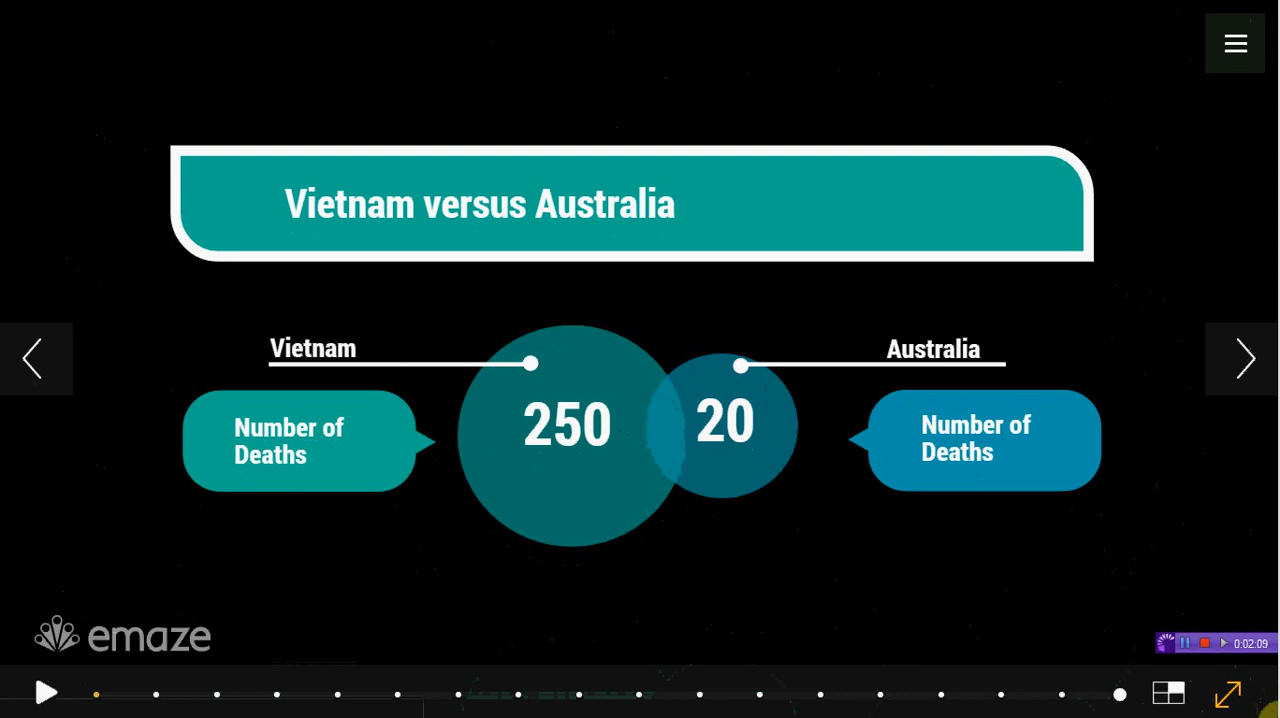 Vietnam versus Australia
Vietnam
Australia
Number of
Deaths
250
20
Number of
Deaths
emaze
0:02:09